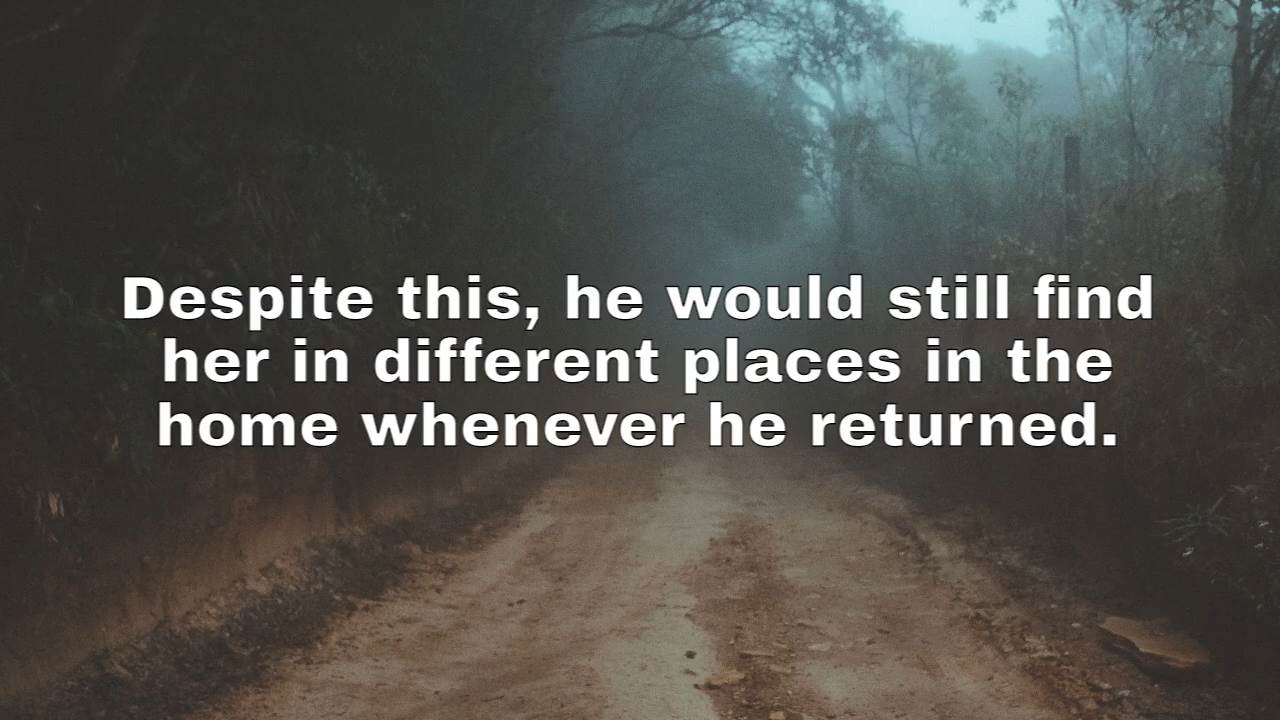 Despite this, he would still find
her in different places in the
home whenever he returned.